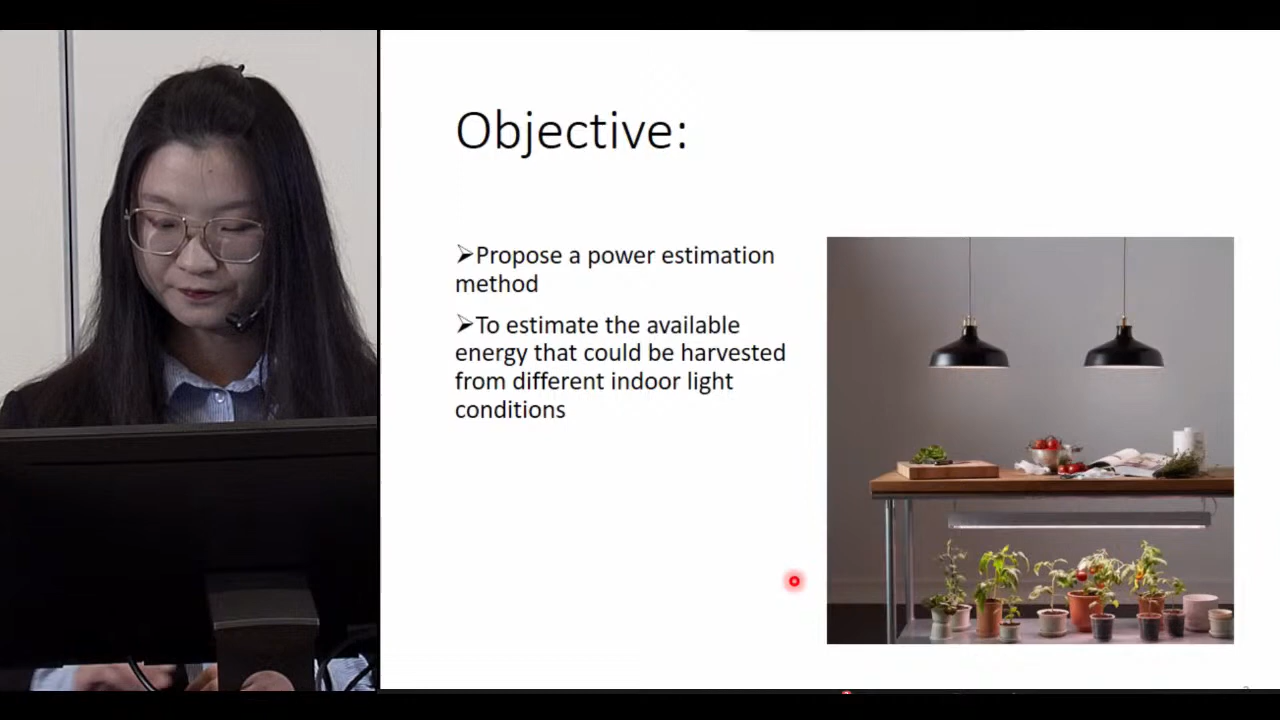 Objective:
➢Propose a power estimation
method
➢To estimate the available
energy that could be harvested
from different indoor light
conditions